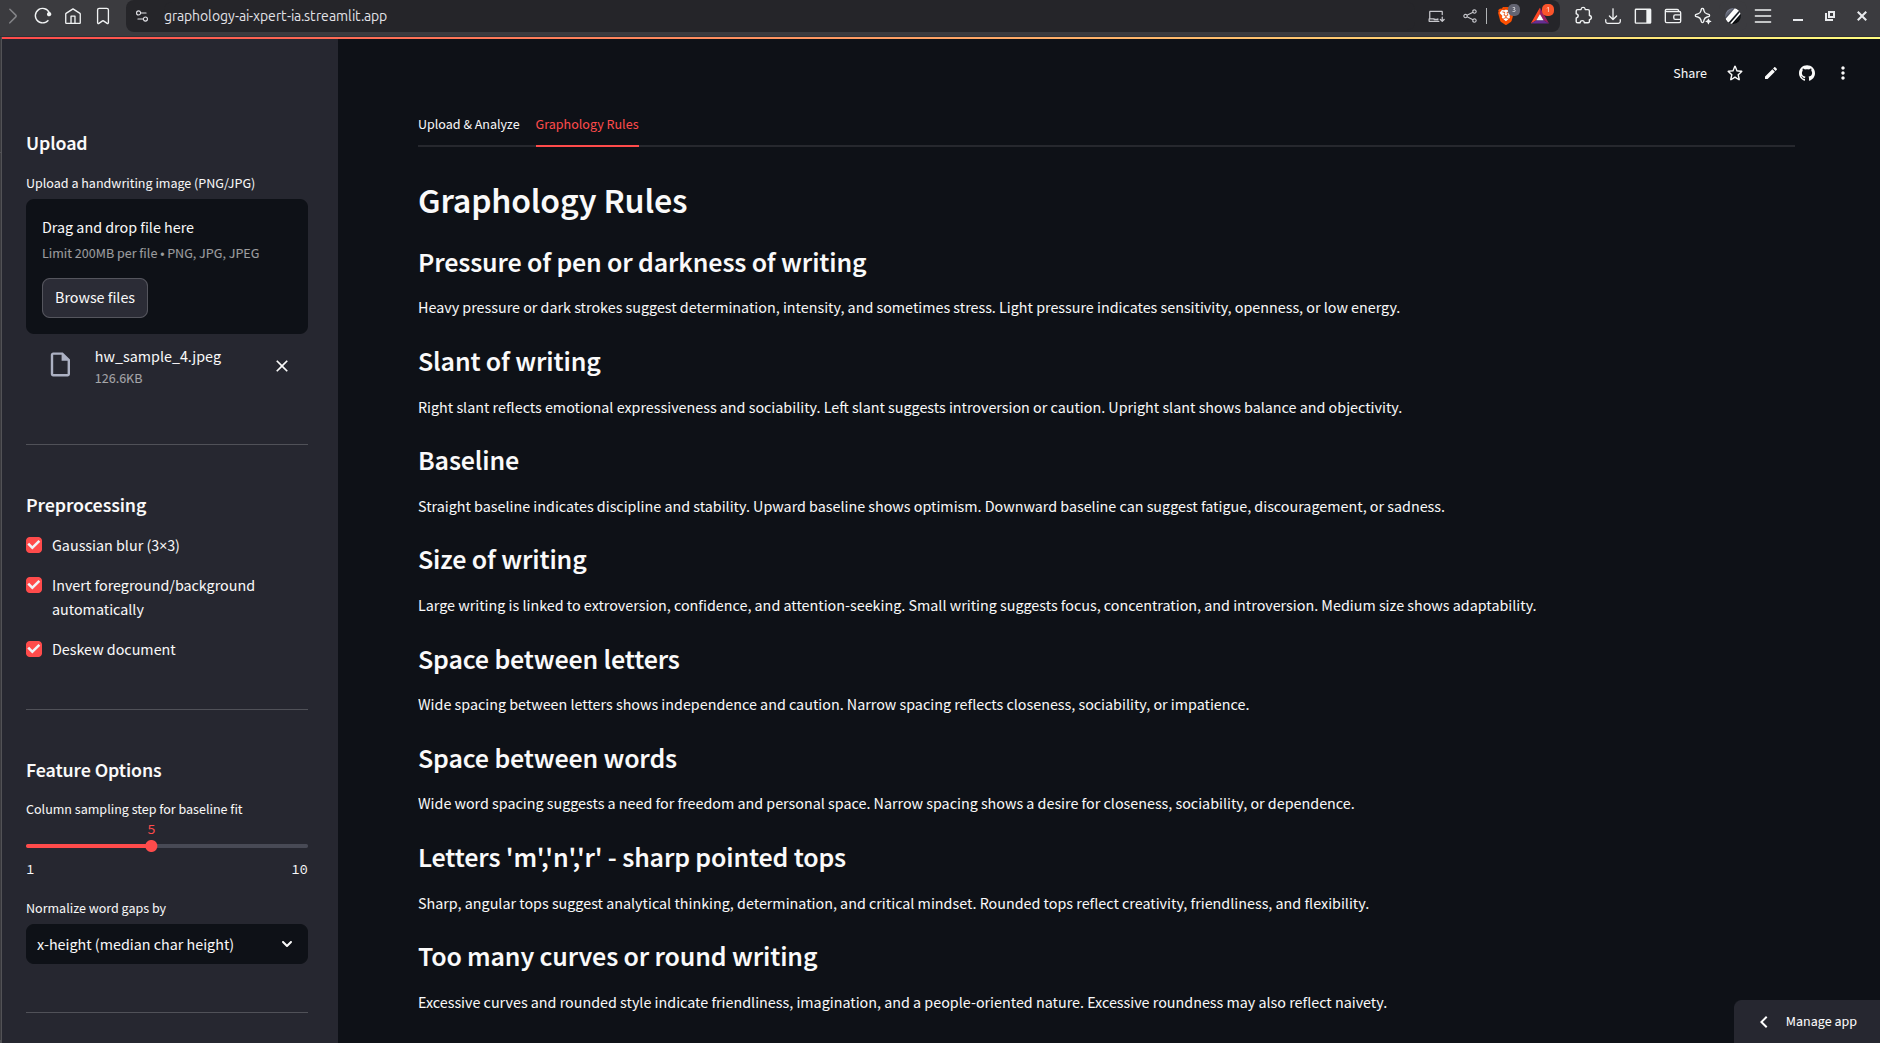 graphology-ai-xpert-ia.streamlit.app
3
1
Share
Upload
Upload a handwriting image (PNG/JPG)
Drag and drop file here
Limit 200MB per file • PNG, JPG, JPEG
Browse files
hw_sample_4.jpeg
126.6KB
Preprocessing
Gaussian blur (3×3)
Invert foreground/background
automatically
Deskew document
Feature Options
Column sampling step for baseline fit
5
1 10
Normalize word gaps by
x-height (median char height)
Upload & Analyze Graphology Rules
Graphology Rules
Pressure of pen or darkness of writing
Heavy pressure or dark strokes suggest determination, intensity, and sometimes stress. Light pressure indicates sensitivity, openness, or low energy.
Slant of writing
Right slant reflects emotional expressiveness and sociability. Left slant suggests introversion or caution. Upright slant shows balance and objectivity.
Baseline
Straight baseline indicates discipline and stability. Upward baseline shows optimism. Downward baseline can suggest fatigue, discouragement, or sadness.
Size of writing
Large writing is linked to extroversion, confidence, and attention-seeking. Small writing suggests focus, concentration, and introversion. Medium size shows adaptability.
Space between letters
Wide spacing between letters shows independence and caution. Narrow spacing reflects closeness, sociability, or impatience.
Space between words
Wide word spacing suggests a need for freedom and personal space. Narrow spacing shows a desire for closeness, sociability, or dependence.
Letters 'm','n','r' - sharp pointed tops
Sharp, angular tops suggest analytical thinking, determination, and critical mindset. Rounded tops reflect creativity, friendliness, and flexibility.
Too many curves or round writing
Excessive curves and rounded style indicate friendliness, imagination, and a people-oriented nature. Excessive roundness may also reflect naivety.
Manage app